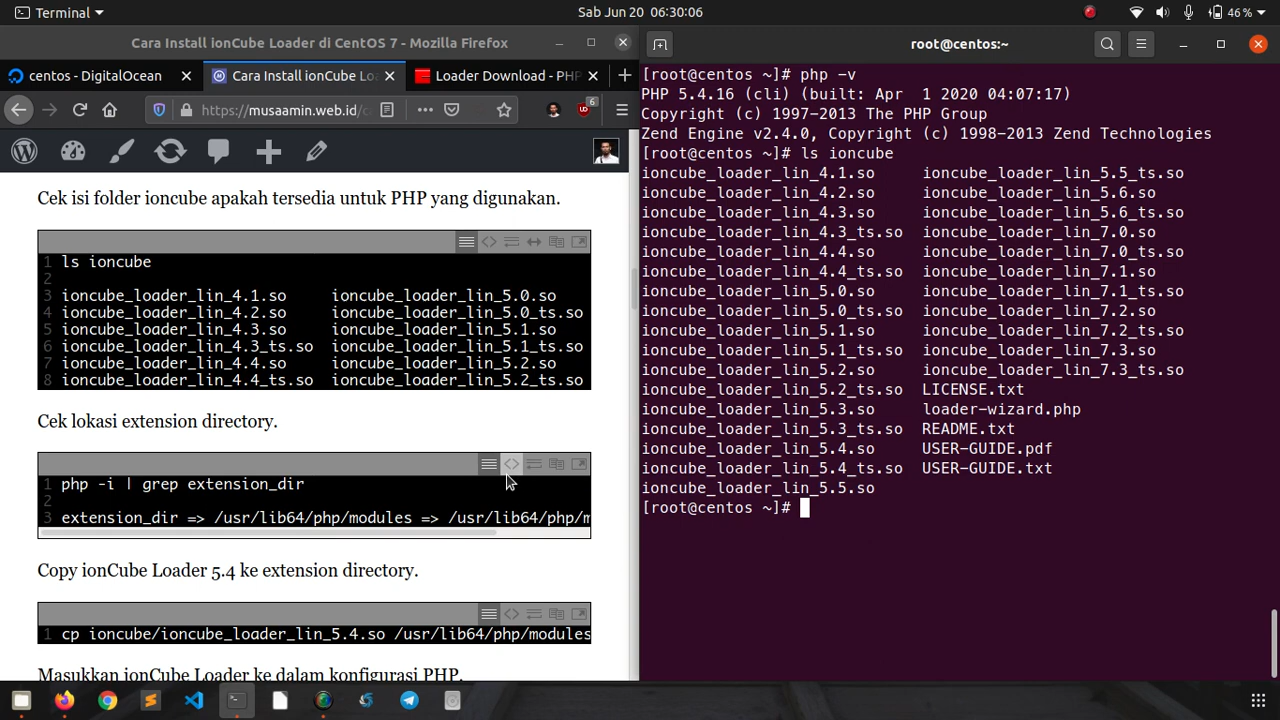 Terminal
Sab Jun 20 06:30:06
46 %
Cara Install ionCube Loader di CentOS 7 - Mozilla Firefox
centos - DigitalOcean
Cara Install ionCube Loa
Loader Download - PHP
https://musaamin.web.id/c
6
Cek isi folder ioncube apakah tersedia untuk PHP yang digunakan.
1 ls ioncube
2
3 ioncube_loader_lin_4.1.so ioncube_loader_lin_5.0.so
4 ioncube_loader_lin_4.2.so ioncube_loader_lin_5.0_ts.so
5 ioncube_loader_lin_4.3.so ioncube_loader_lin_5.1.so
6 ioncube_loader_lin_4.3_ts.so ioncube_loader_lin_5.1_ts.so
7 ioncube_loader_lin_4.4.so ioncube_loader_lin_5.2.so
8 ioncube_loader_lin_4.4_ts.so ioncube_loader_lin_5.2_ts.so
Cek lokasi extension directory.
1 php -i | grep extension_dir
2
3 extension_dir => /usr/lib64/php/modules => /usr/lib64/php/m
Copy ionCube Loader 5.4 ke extension directory.
1 cp ioncube/ioncube_loader_lin_5.4.so /usr/lib64/php/modules
Masukkan ionCube Loader ke dalam konfigurasi PHP.
root@centos:~
[root@centos ~]# php -v
PHP 5.4.16 (cli) (built: Apr  1 2020 04:07:17)
Copyright (c) 1997-2013 The PHP Group
Zend Engine v2.4.0, Copyright (c) 1998-2013 Zend Technologies
[root@centos ~]# ls ioncube
ioncube_loader_lin_4.1.so ioncube_loader_lin_5.5_ts.so
ioncube_loader_lin_4.2.so ioncube_loader_lin_5.6.so
ioncube_loader_lin_4.3.so ioncube_loader_lin_5.6_ts.so
ioncube_loader_lin_4.3_ts.so ioncube_loader_lin_7.0.so
ioncube_loader_lin_4.4.so ioncube_loader_lin_7.0_ts.so
ioncube_loader_lin_4.4_ts.so ioncube_loader_lin_7.1.so
ioncube_loader_lin_5.0.so ioncube_loader_lin_7.1_ts.so
ioncube_loader_lin_5.0_ts.so ioncube_loader_lin_7.2.so
ioncube_loader_lin_5.1.so ioncube_loader_lin_7.2_ts.so
ioncube_loader_lin_5.1_ts.so ioncube_loader_lin_7.3.so
ioncube_loader_lin_5.2.so ioncube_loader_lin_7.3_ts.so
ioncube_loader_lin_5.2_ts.so LICENSE.txt
ioncube_loader_lin_5.3.so loader-wizard.php
ioncube_loader_lin_5.3_ts.so README.txt
ioncube_loader_lin_5.4.so USER-GUIDE.pdf
ioncube_loader_lin_5.4_ts.so USER-GUIDE.txt
ioncube_loader_lin_5.5.so
[root@centos ~]#